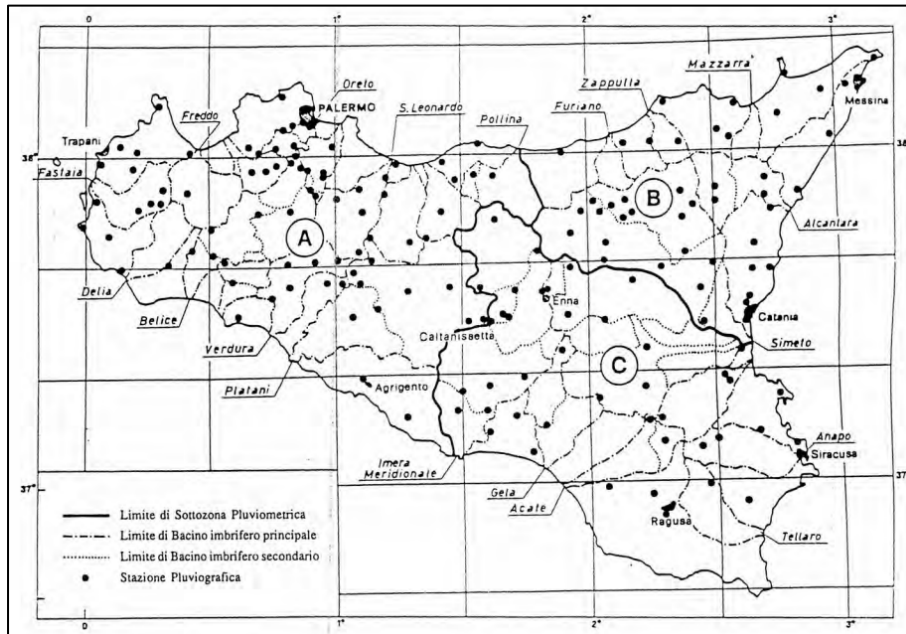 0 1° 2° 3°
Mazzarra'
Orelo
Zappulla
PALERMO
Messina
Freddo
S. Leonardo
Furiano
Trapani
Pollina
38° 38°
Fastaia
B
A
Alcantara
Delia
Enna
Belice
Catania
Caltanissetta
Verdura
Simeto
C
Platani
Agrigento
Anapo
Siracusa
Imera
Meridionale
37° 37°
Gela
Acate
Ragusa
Tellaro
Limite di Sottozona Pluviometrica
Limite di Bacino imbrifero principale
Limite di Bacino imbrifero secondario
Stazione Pluviografica
0 1° 2° 3°